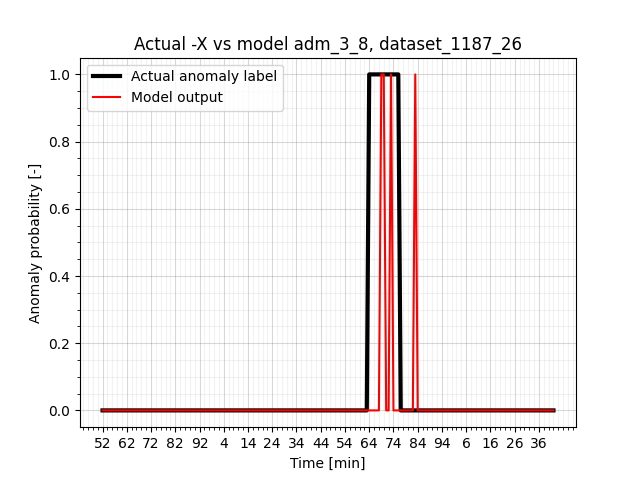 Actual -X vs model adm_3_8, dataset_1187_26
Actual anomaly label
Model output
Anomaly probability [-]
1.0
0.8
0.6
0.4
0.2
0.0
52 62 72 82 92 4 14 24 34 44 54 64 74 84 94 6 16 26 36
Time [min]